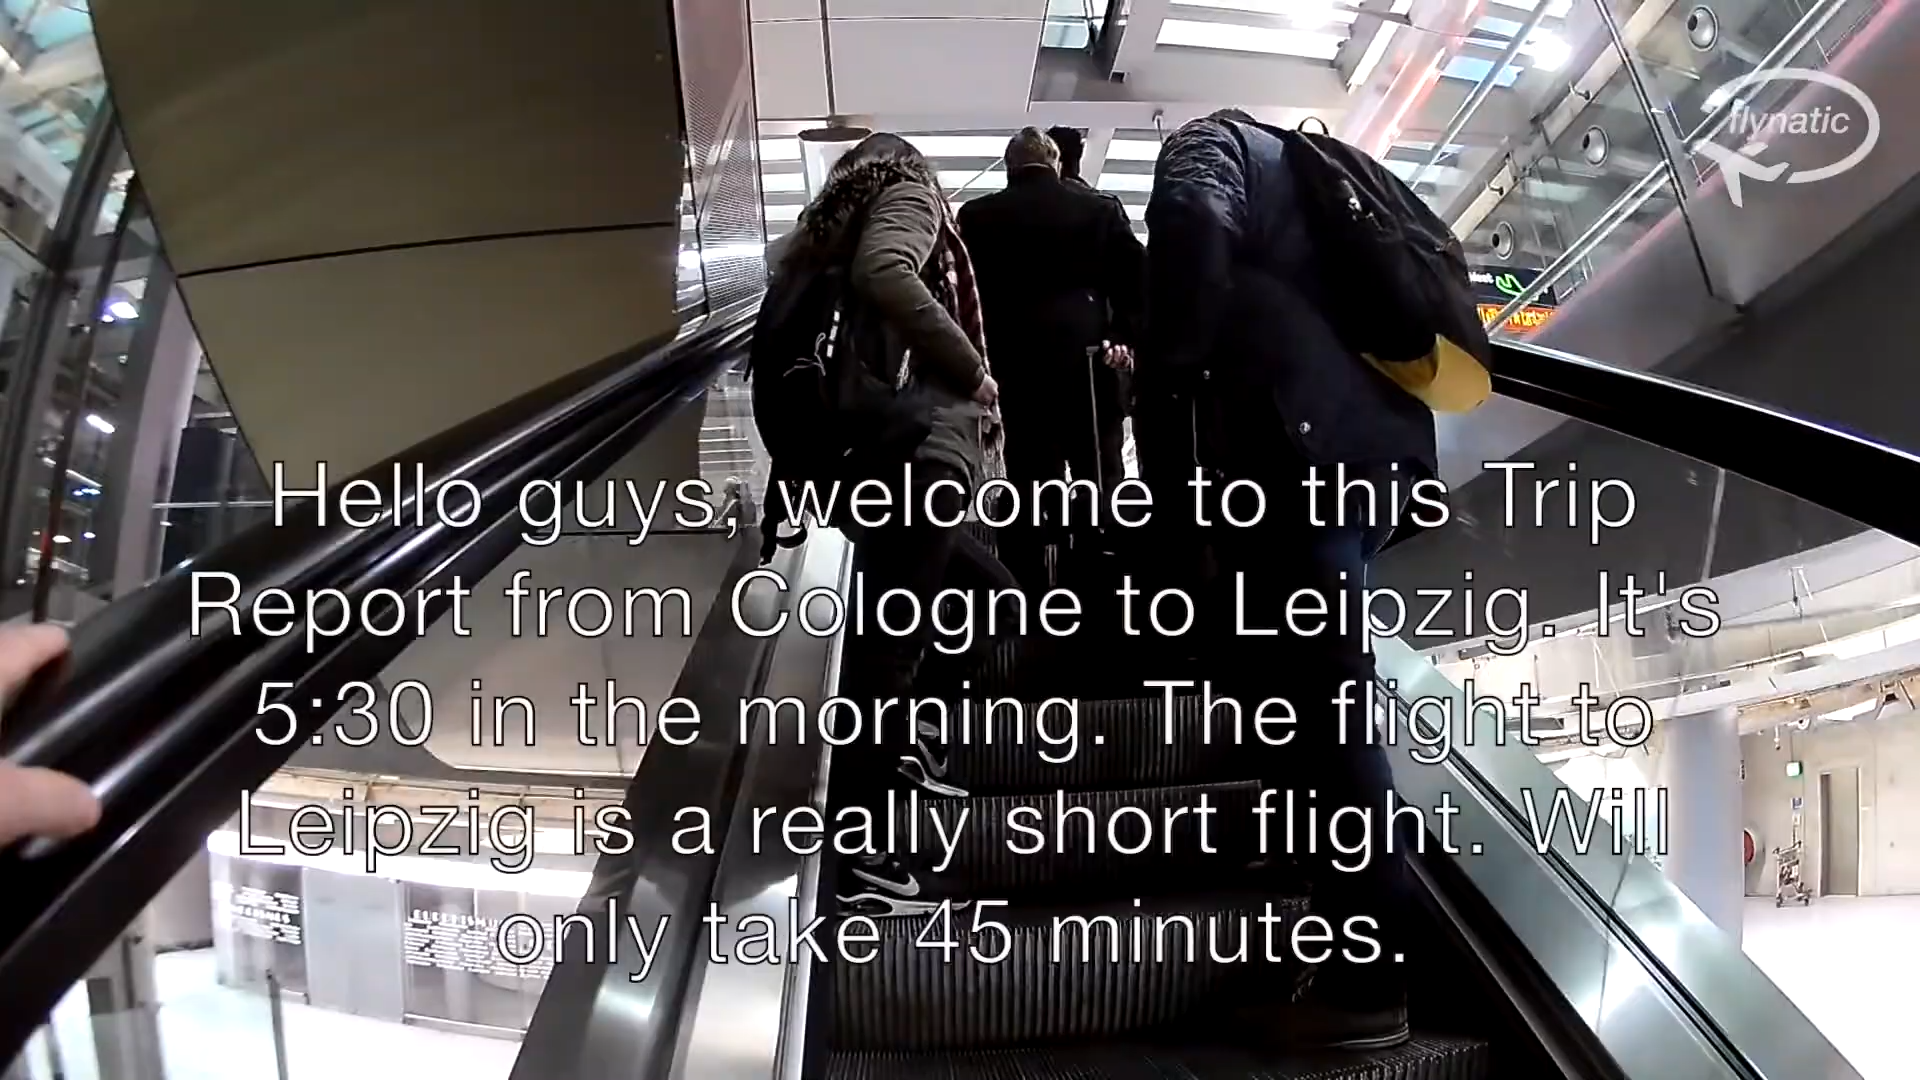 flynatic
Hello guys, welcome to this Trip
Report from Cologne to Leipzig. It's
5:30 in the morning. The flight to
Leipzig is a really short flight. Will
only take 45 minutes.